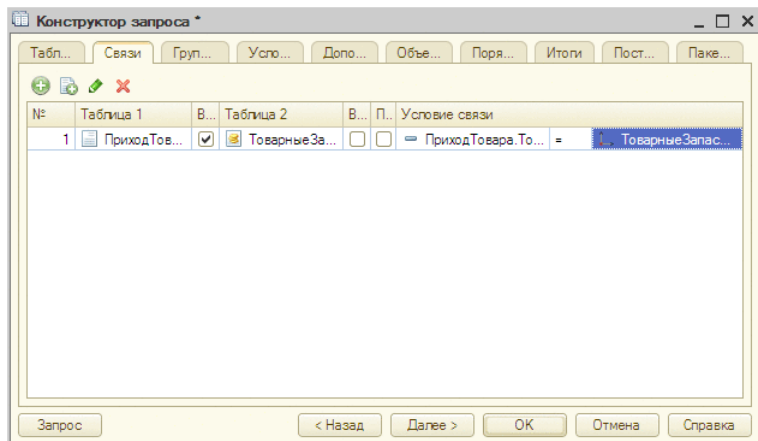 Конструктор запроса *
Табл... Связи Груп... Усло... Допо... Объе... Поря... Итоги Пост... Паке...
№ Таблица 1 В... Таблица 2 В... П.. Условие связи
1 ПриходТов... ТоварныеЗа... ПриходТовара.То... = ТоварныеЗапас...
Запрос < Назад Далее > ОК Отмена Справка